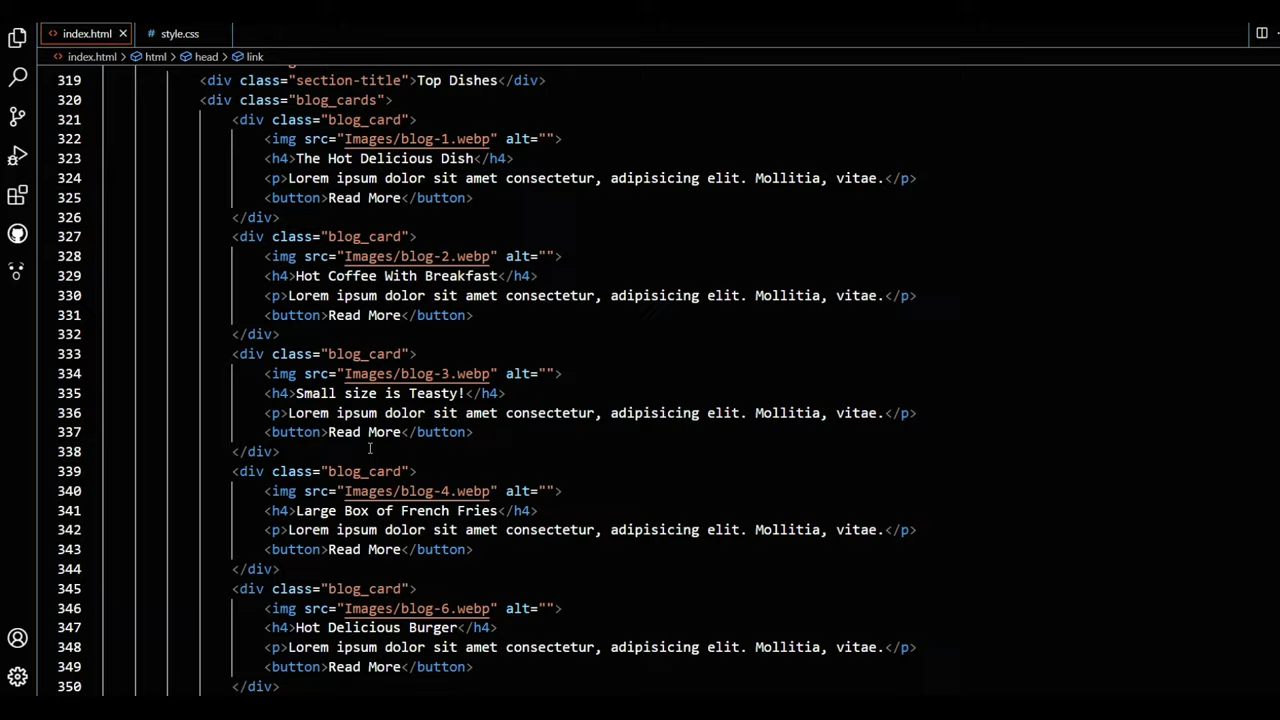 index.html
style.css
index.html > html > head > link
319 <div class="section-title">Top Dishes</div>
320 <div class="blog_cards">
321 <div class="blog_card">
322 <img src="Images/blog-1.webp" alt="">
323 <h4>The Hot Delicious Dish</h4>
324 <p>Lorem ipsum dolor sit amet consectetur, adipisicing elit. Mollitia, vitae.</p>
325 <button>Read More</button>
326 </div>
327 <div class="blog_card">
328 <img src="Images/blog-2.webp" alt="">
329 <h4>Hot Coffee With Breakfast</h4>
330 <p>Lorem ipsum dolor sit amet consectetur, adipisicing elit. Mollitia, vitae.</p>
331 <button>Read More</button>
332 </div>
333 <div class="blog_card">
334 <img src="Images/blog-3.webp" alt="">
335 <h4>Small size is Teasty!</h4>
336 <p>Lorem ipsum dolor sit amet consectetur, adipisicing elit. Mollitia, vitae.</p>
337 <button>Read More</button>
338 </div>
339 <div class="blog_card">
340 <img src="Images/blog-4.webp" alt="">
341 <h4>Large Box of French Fries</h4>
342 <p>Lorem ipsum dolor sit amet consectetur, adipisicing elit. Mollitia, vitae.</p>
343 <button>Read More</button>
344 </div>
345 <div class="blog_card">
346 <img src="Images/blog-6.webp" alt="">
347 <h4>Hot Delicious Burger</h4>
348 <p>Lorem ipsum dolor sit amet consectetur, adipisicing elit. Mollitia, vitae.</p>
349 <button>Read More</button>
350 </div>